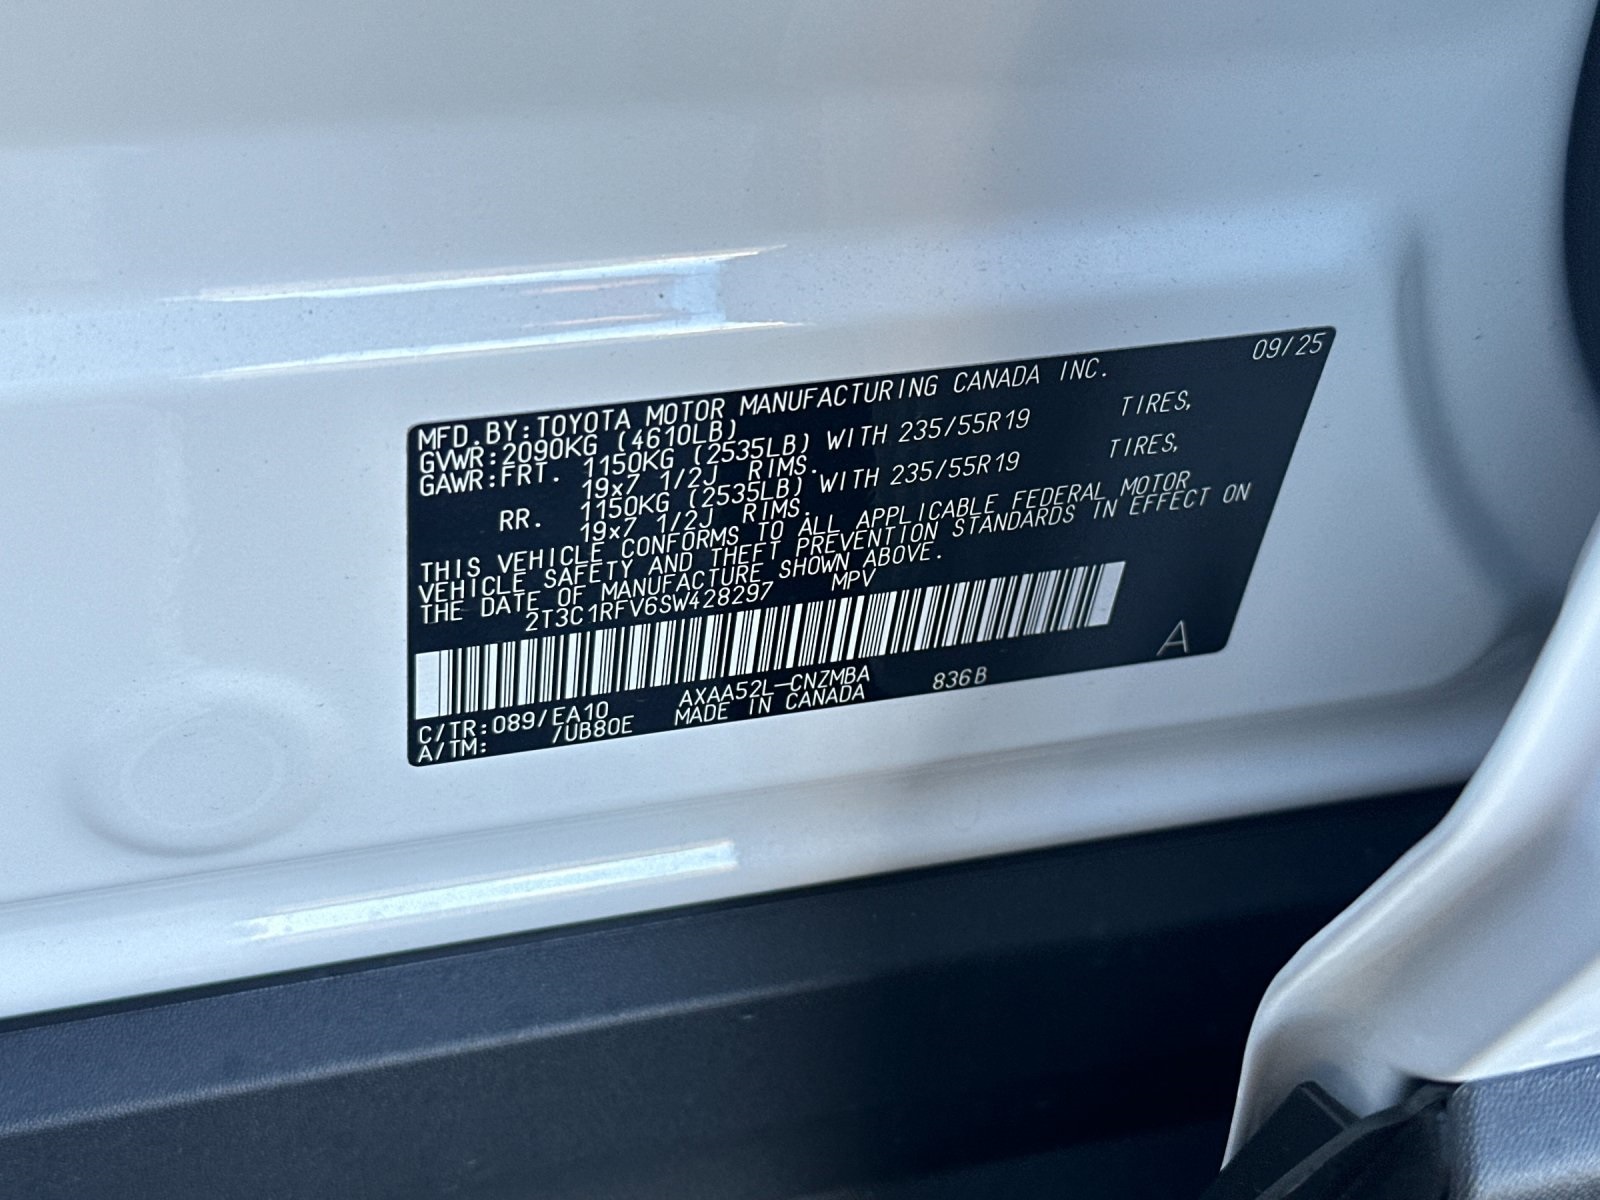 09/25
MFD.BY:TOYOTA MOTOR MANUFACTURING CANADA INC.
GVWR:2090KG (4610LB)
GAWR:FRT. 1150KG (2535LB) WITH 235/55R19 TIRES,
19x7 1/2J RIMS.
RR. 1150KG (2535LB) WITH 235/55R19 TIRES,
19x7 1/2J RIMS.
THIS VEHICLE CONFORMS TO ALL APPLICABLE FEDERAL MOTOR
VEHICLE SAFETY AND THEFT PREVENTION STANDARDS IN EFFECT ON
THE DATE OF MANUFACTURE SHOWN ABOVE.
2T3C1RFV6SW428297 MPV
A
C/TR:089/EA10 AXAA52L-CNZMBA 836B
A/TM: /UB80E MADE IN CANADA